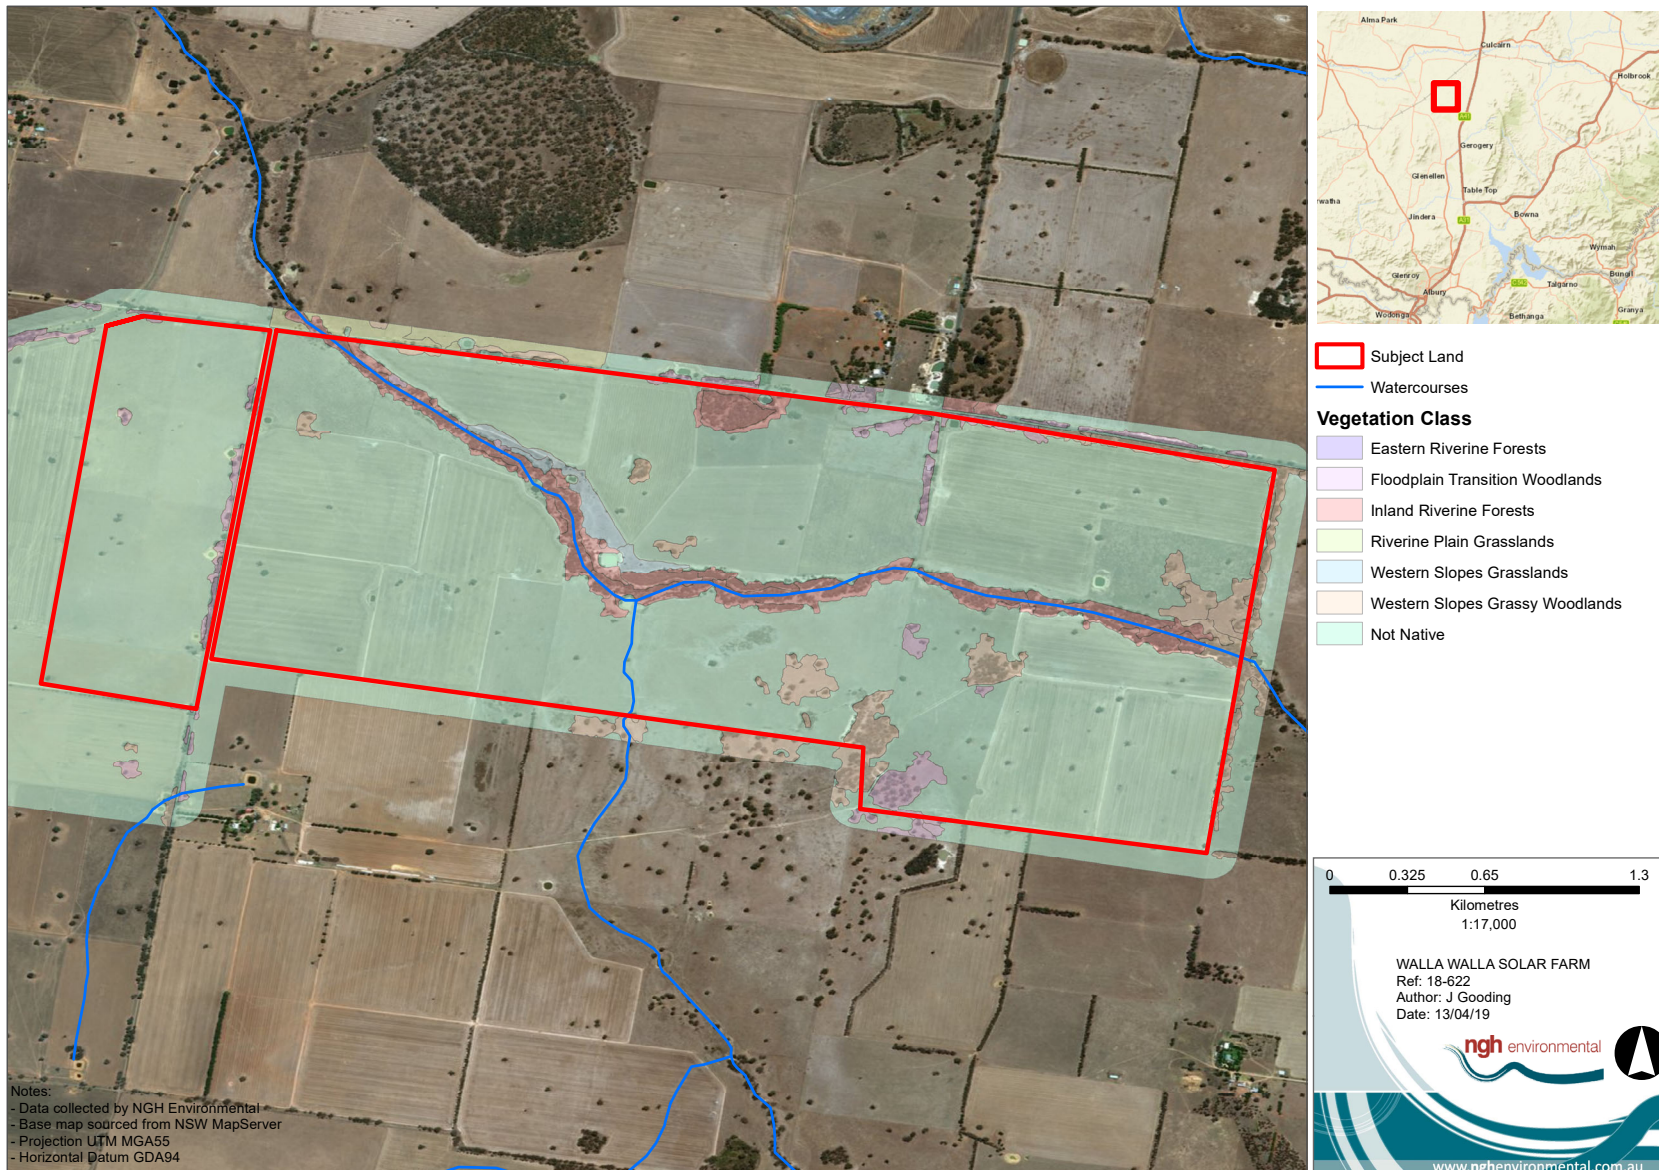 Alma Park
Culcairn
Holbrook
A41
Gerogery
Glenellen
Table Top
rwatha
Jindera
A21
Bowna
Wymah
Glenroy
Bungil
Albury
C542
Talgarno
Granya
Wodonga
Bethanga
Subject Land
Watercourses
Vegetation Class
Eastern Riverine Forests
Floodplain Transition Woodlands
Inland Riverine Forests
Riverine Plain Grasslands
Western Slopes Grasslands
Western Slopes Grassy Woodlands
Not Native
0 0.325 0.65 1.3
Kilometres
1:17,000
WALLA WALLA SOLAR FARM
Ref: 18-622
Author: J Gooding
Date: 13/04/19
ngh environmental
www.nghenvironmental.com.au
Notes:
- Data collected by NGH Environmental
- Base map sourced from NSW MapServer
- Projection UTM MGA55
- Horizontal Datum GDA94